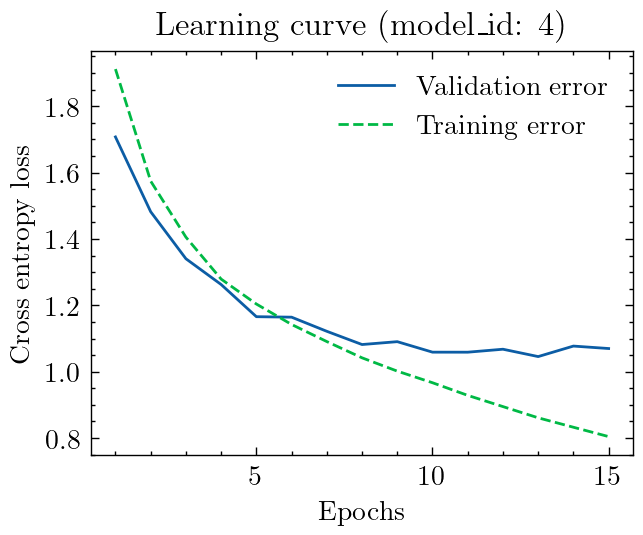 Learning curve (model_id: 4)
Validation error
Training error
Cross entropy loss
1.8
1.6
1.4
1.2
1.0
0.8
5
10
15
Epochs